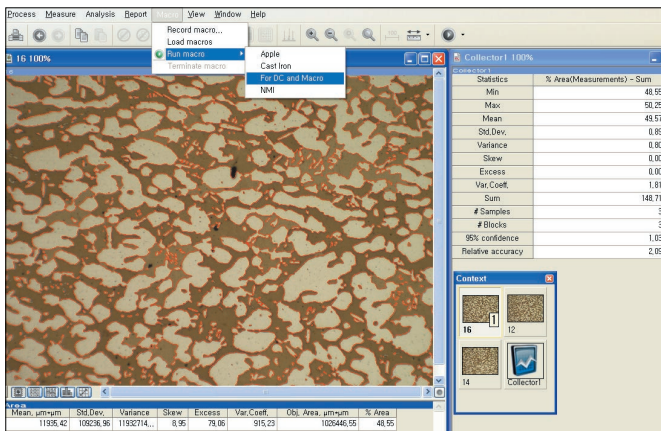 Process Measure Analysis Report Macro View Window Help
Record macro...
Load macros
Run macro
Terminate macro
Apple
Cast Iron
For DC and Macro
NMI
16 100%
Collector1 100%
Collector1
Statistics % Area(Measurements) - Sum
Min 48,55
Max 50,25
Mean 49,57
Std,Dev, 0,89
Variance 0,80
Skew 0,00
Excess 0,00
Var,Coeff, 1,81
Sum 148,71
# Samples 3
# Blocks 3
95% confidence 1,03
Relative accuracy 2,09
Context
16 1 12
14 Collector1
Area
Mean, µm*µm Std,Dev, Variance Skew Excess Var,Coeff, Obj, Area, µm*µm % Area
11935,42 109236,96 11932714,.. 8,95 79,06 915,23 1026446,55 48,55